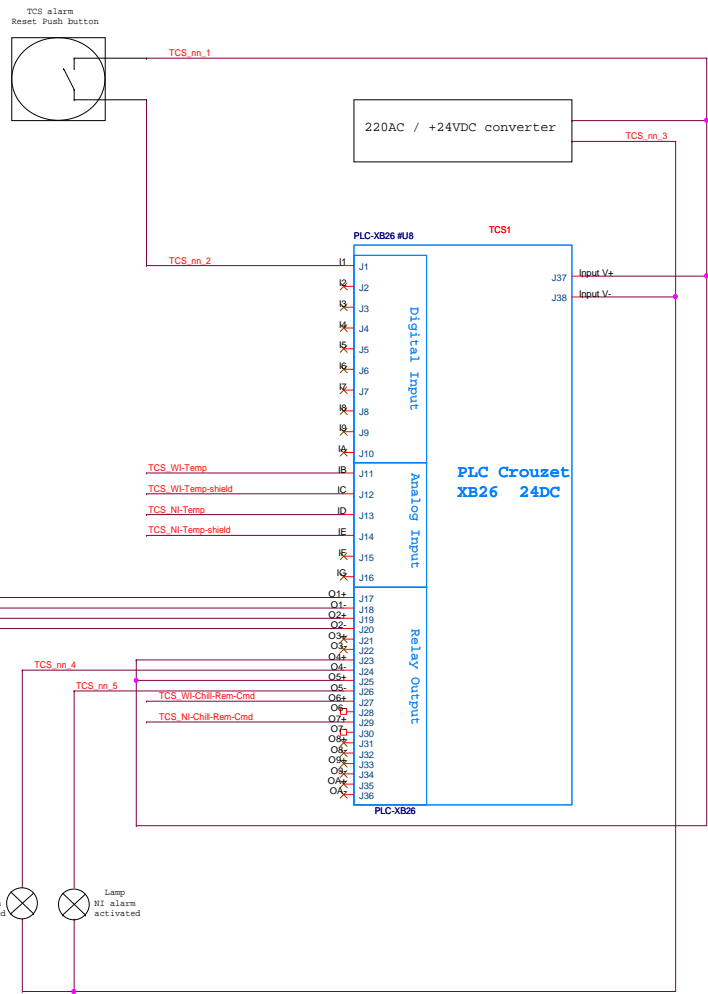 TCS alarm
Reset Push button
TCS_nn_1
220AC / +24VDC converter
TCS_nn_3
PLC-XB26 #U8
TCS1
TCS_nn_2
I1 J1
I2 J2
I3 J3
I4 J4
I5 J5
I6 J6
I7 J7
I8 J8
I9 J9
IA J10
Digital Input
J37 Input V+
J38 Input V-
PLC Crouzet
XB26 24DC
TCS_WI-Temp IB J11
TCS_WI-Temp-shield IC J12
TCS_NI-Temp ID J13
TCS_NI-Temp-shield IE J14
IF J15
IG J16
Analog Input
O1+ J17
O1- J18
O2+ J19
O2- J20
O3+ J21
O3- J22
O4+ J23
TCS_nn_4 O4- J24
O5+ J25
TCS_nn_5 O5- J26
TCS_WI-Chill-Rem-Cmd O6+ J27
O6- J28
TCS_NI-Chill-Rem-Cmd O7+ J29
O7- J30
O8+ J31
O8- J32
O9+ J33
O9- J34
OA+ J35
OA- J36
Relay Output
PLC-XB26
Lamp
NI alarm
activated